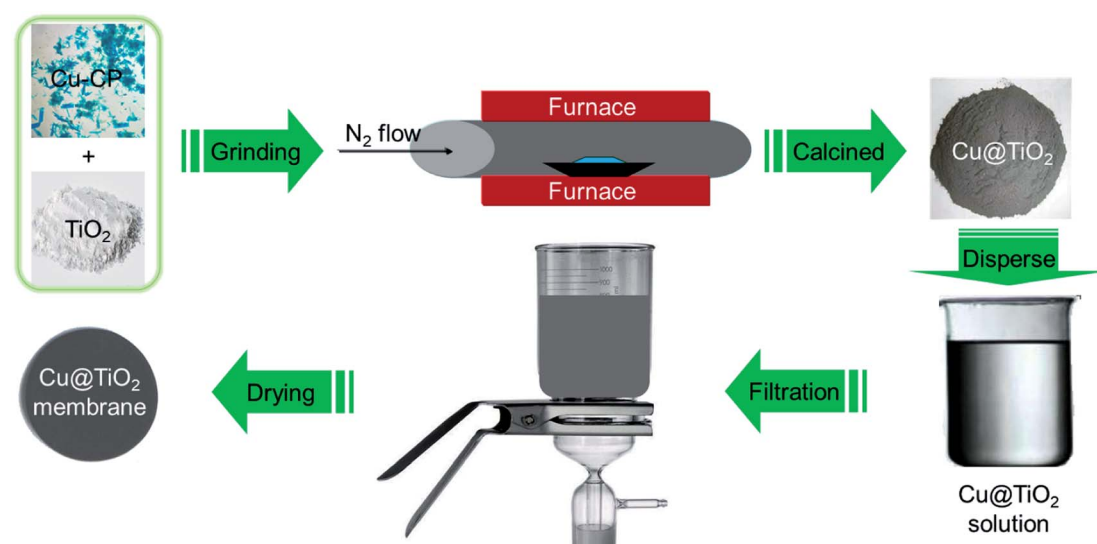 Cu-CP
+
TiO₂
Grinding
N₂ flow
Furnace
Furnace
Calcined
Cu@TiO₂
Disperse
Cu@TiO₂
solution
Filtration
1000
Drying
Cu@TiO₂
membrane